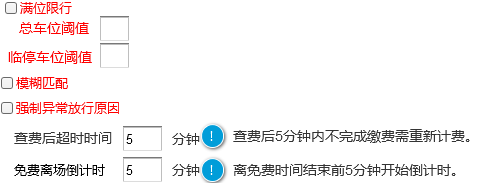 满位限行
总车位阈值
临停车位阈值
模糊匹配
强制异常放行原因
查费后超时时间 5 分钟 ! 查费后5分钟内不完成缴费需重新计费。
免费离场倒计时 5 分钟 ! 离免费时间结束前5分钟开始倒计时。